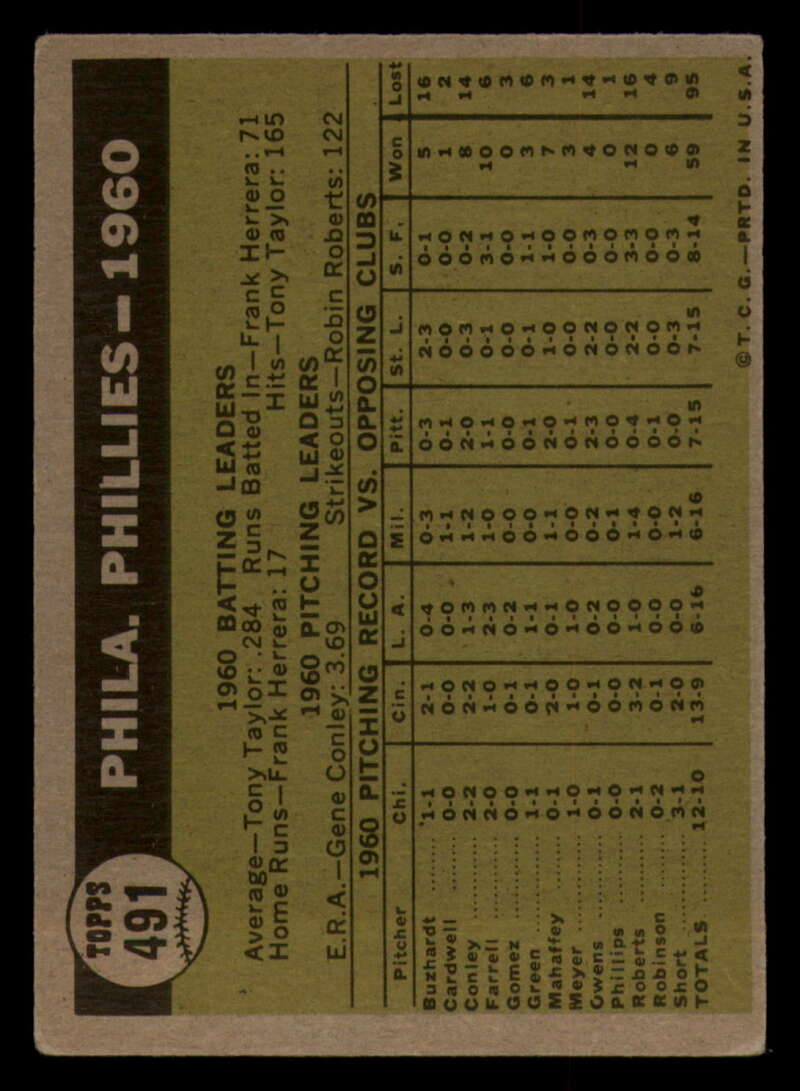 TOPPS
491
PHILA. PHILLIES—1960
1960 BATTING LEADERS
Average—Tony Taylor: .284 Runs Batted In—Frank Herrera: 71
Home Runs—Frank Herrera: 17 Hits—Tony Taylor: 165
1960 PITCHING LEADERS
E.R.A.—Gene Conley: 3.69 Strikeouts—Robin Roberts: 122
1960 PITCHING RECORD VS. OPPOSING CLUBS
Pitcher Chi. Cin. L. A. Mil. Pitt. St. L. S. F. Won Lost
Buzhardt ........ 1-1 2-1 0-4 0-3 0-3 2-3 0-1 5 16
Cardwell ........ 0-0 0-0 0-0 1-1 0-1 0-0 0-0 1 2
Conley ........ 2-2 2-2 1-3 1-2 2-0 0-3 0-2 8 14
Farrell ........ 2-0 1-0 2-3 1-0 1-1 0-1 3-1 10 6
Gomez ........ 0-0 0-1 0-2 0-0 0-0 0-0 0-0 0 3
Green ........ 1-1 0-1 1-1 0-0 0-1 0-1 1-1 3 6
Mahaffey ........ 0-1 2-0 0-1 1-1 2-0 1-0 1-0 7 3
Meyer ........ 1-0 1-0 1-0 1-0 0-1 0-0 0-0 3 1
Owens ........ 0-1 0-1 0-2 0-2 2-3 2-2 0-3 4 14
Phillips ........ 0-0 0-0 0-0 0-1 0-0 0-0 0-0 0 1
Roberts ........ 2-1 3-2 1-0 1-4 0-4 2-2 3-3 12 16
Robinson ........ 0-2 0-1 0-0 0-0 0-1 0-0 0-0 0 4
Short ........ 3-1 2-0 0-0 1-2 0-0 0-3 0-3 6 9
TOTALS ........ 12-10 13-9 6-16 6-16 7-15 7-15 8-14 59 95
©T. C. G.—PRTD. IN U.S.A.